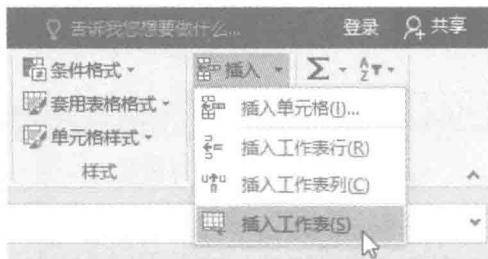 告诉我您想要做什么... 登录 共享
条件格式 插入
套用表格格式 插入单元格(I)...
单元格样式 插入工作表行(R)
样式 插入工作表列(C)
插入工作表(S)